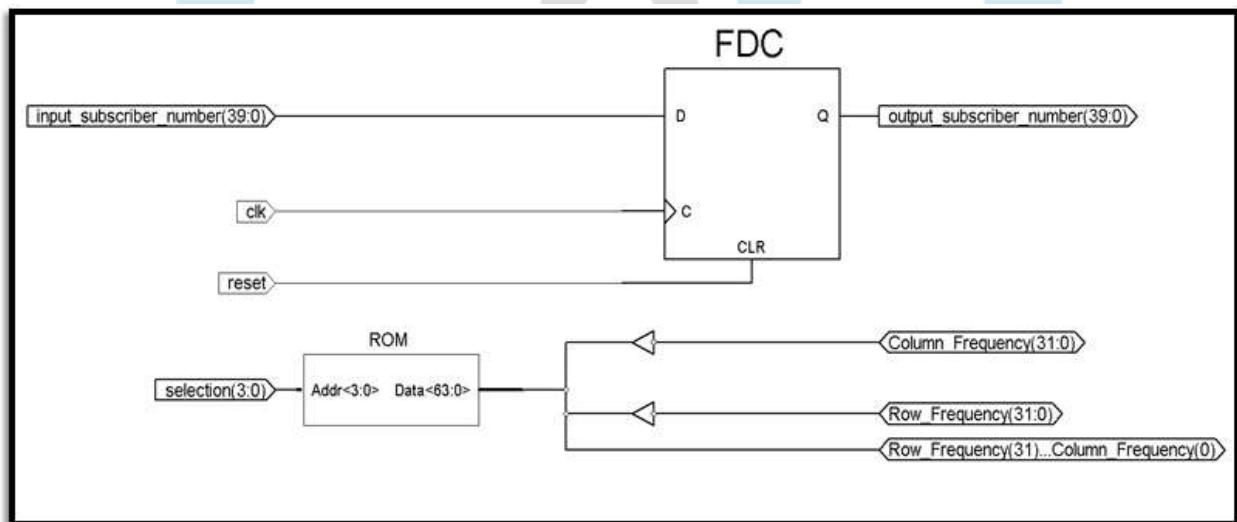 FDC
input_subscriber_number(39:0)
D
Q
output_subscriber_number(39:0)
clk
C
CLR
reset
ROM
Column_Frequency(31:0)
selection(3:0)
Addr<3:0>
Data<63:0>
Row_Frequency(31:0)
Row_Frequency(31)...Column_Frequency(0)